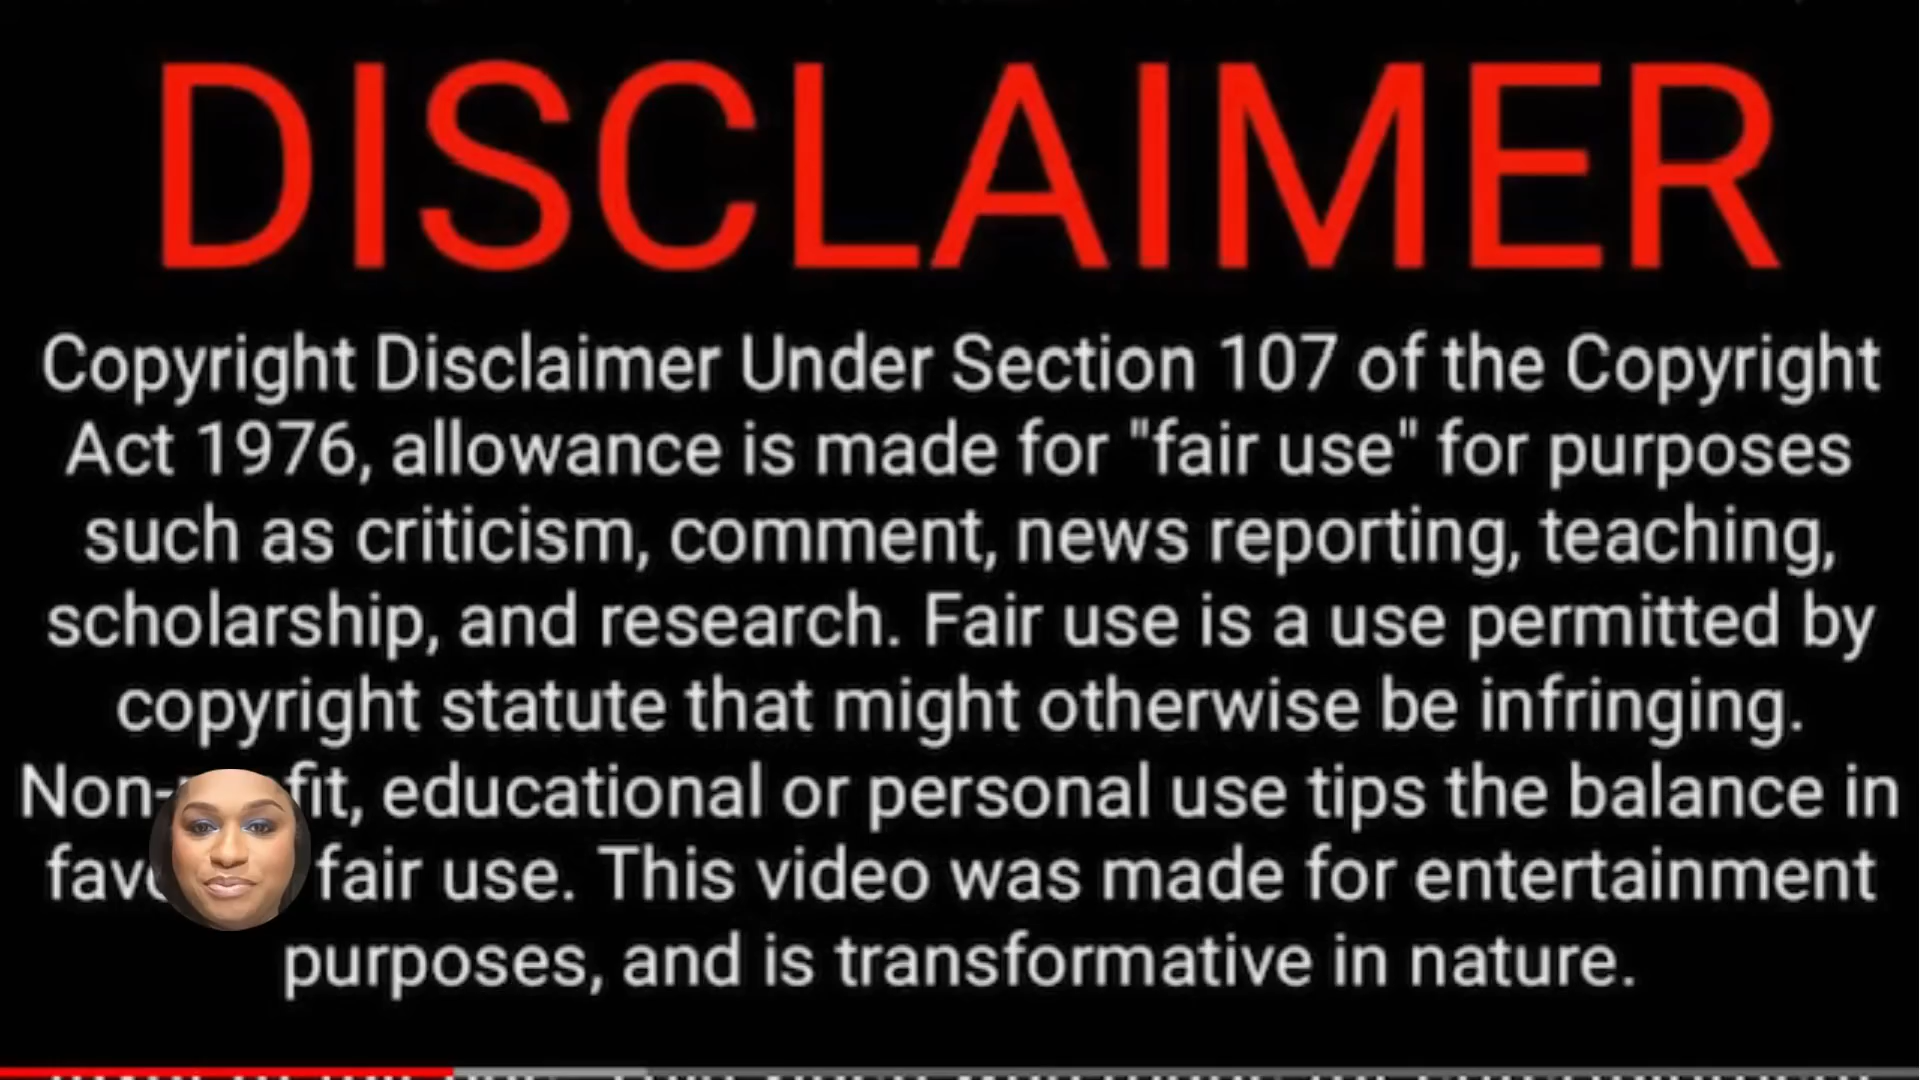 DISCLAIMER
Copyright Disclaimer Under Section 107 of the Copyright
Act 1976, allowance is made for "fair use" for purposes
such as criticism, comment, news reporting, teaching,
scholarship, and research. Fair use is a use permitted by
copyright statute that might otherwise be infringing.
fit, educational or personal use tips the balance in
fair use. This video was made for entertainment
purposes, and is transformative in nature.